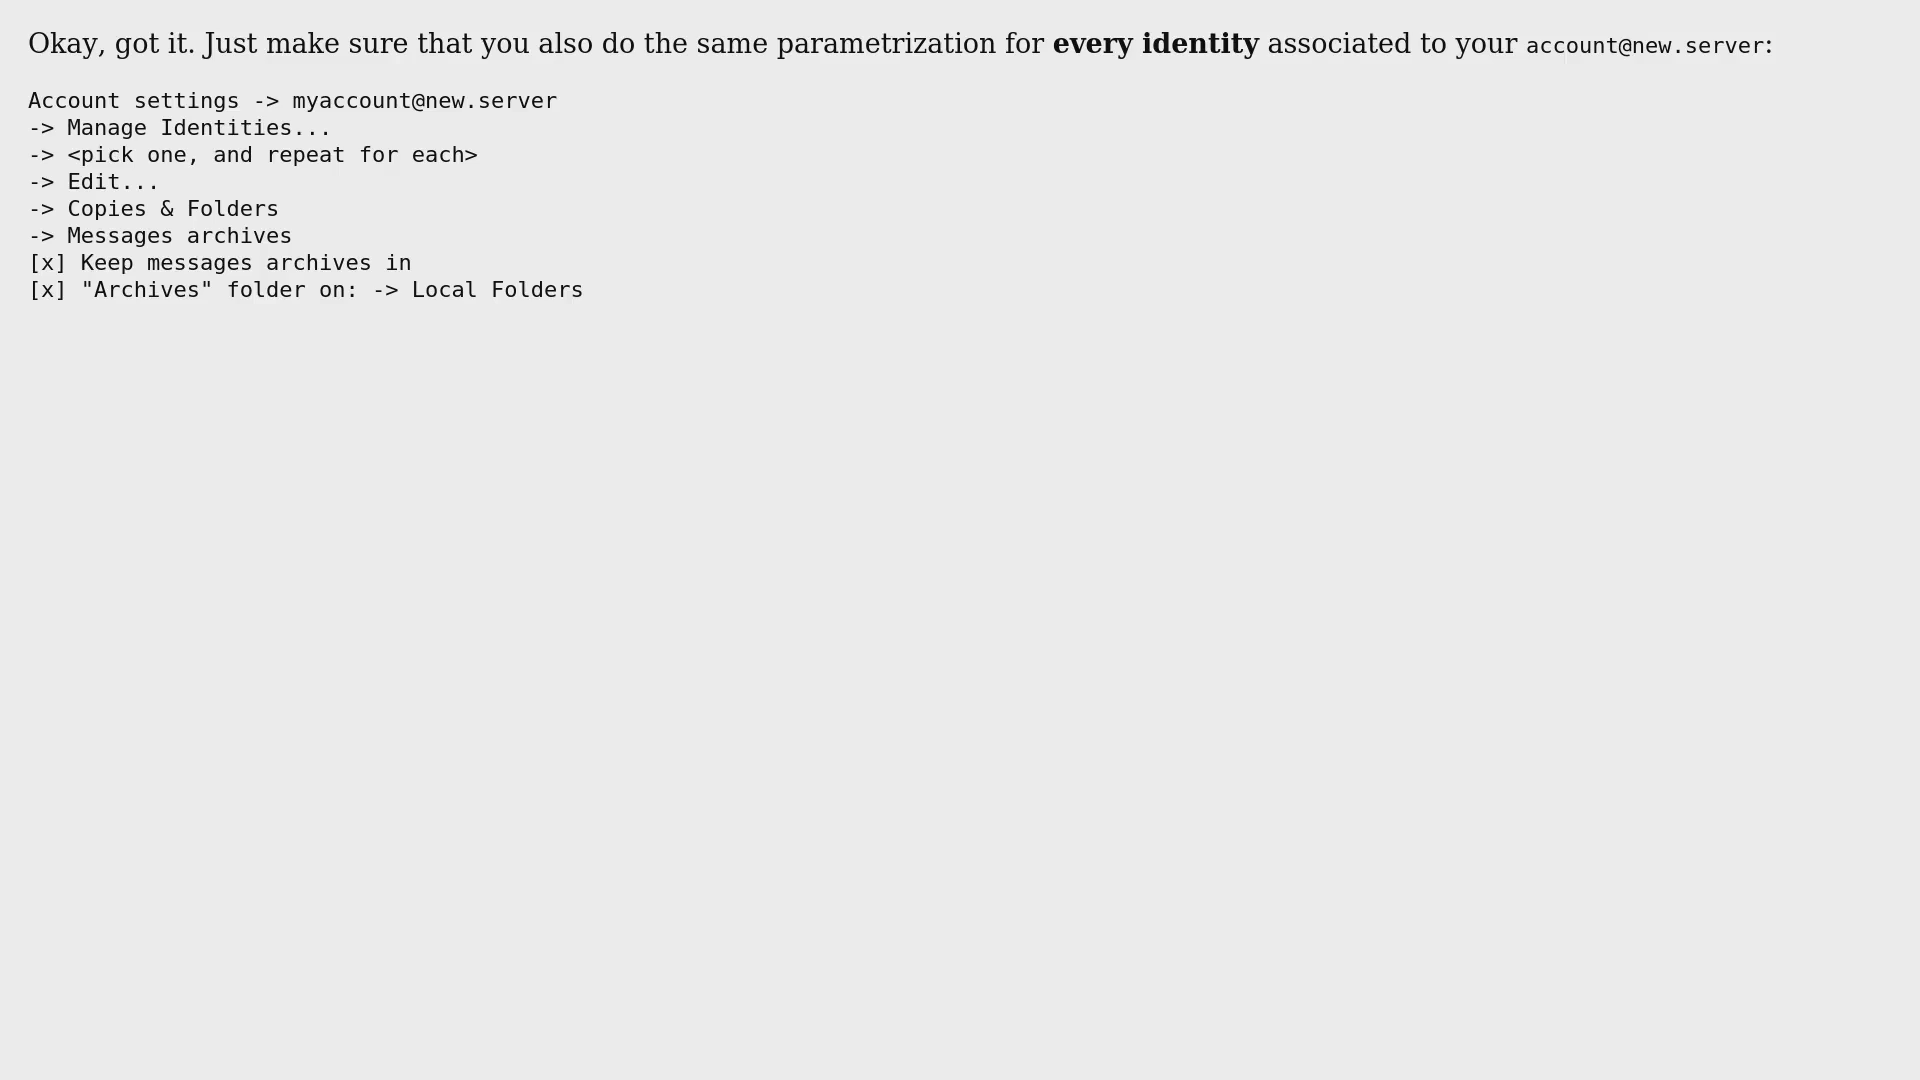 Okay, got it. Just make sure that you also do the same parametrization for every identity associated to your account@new.server:
Account settings -> myaccount@new.server
-> Manage Identities...
-> <pick one, and repeat for each>
-> Edit...
-> Copies & Folders
-> Messages archives
[x] Keep messages archives in
[x] "Archives" folder on: -> Local Folders